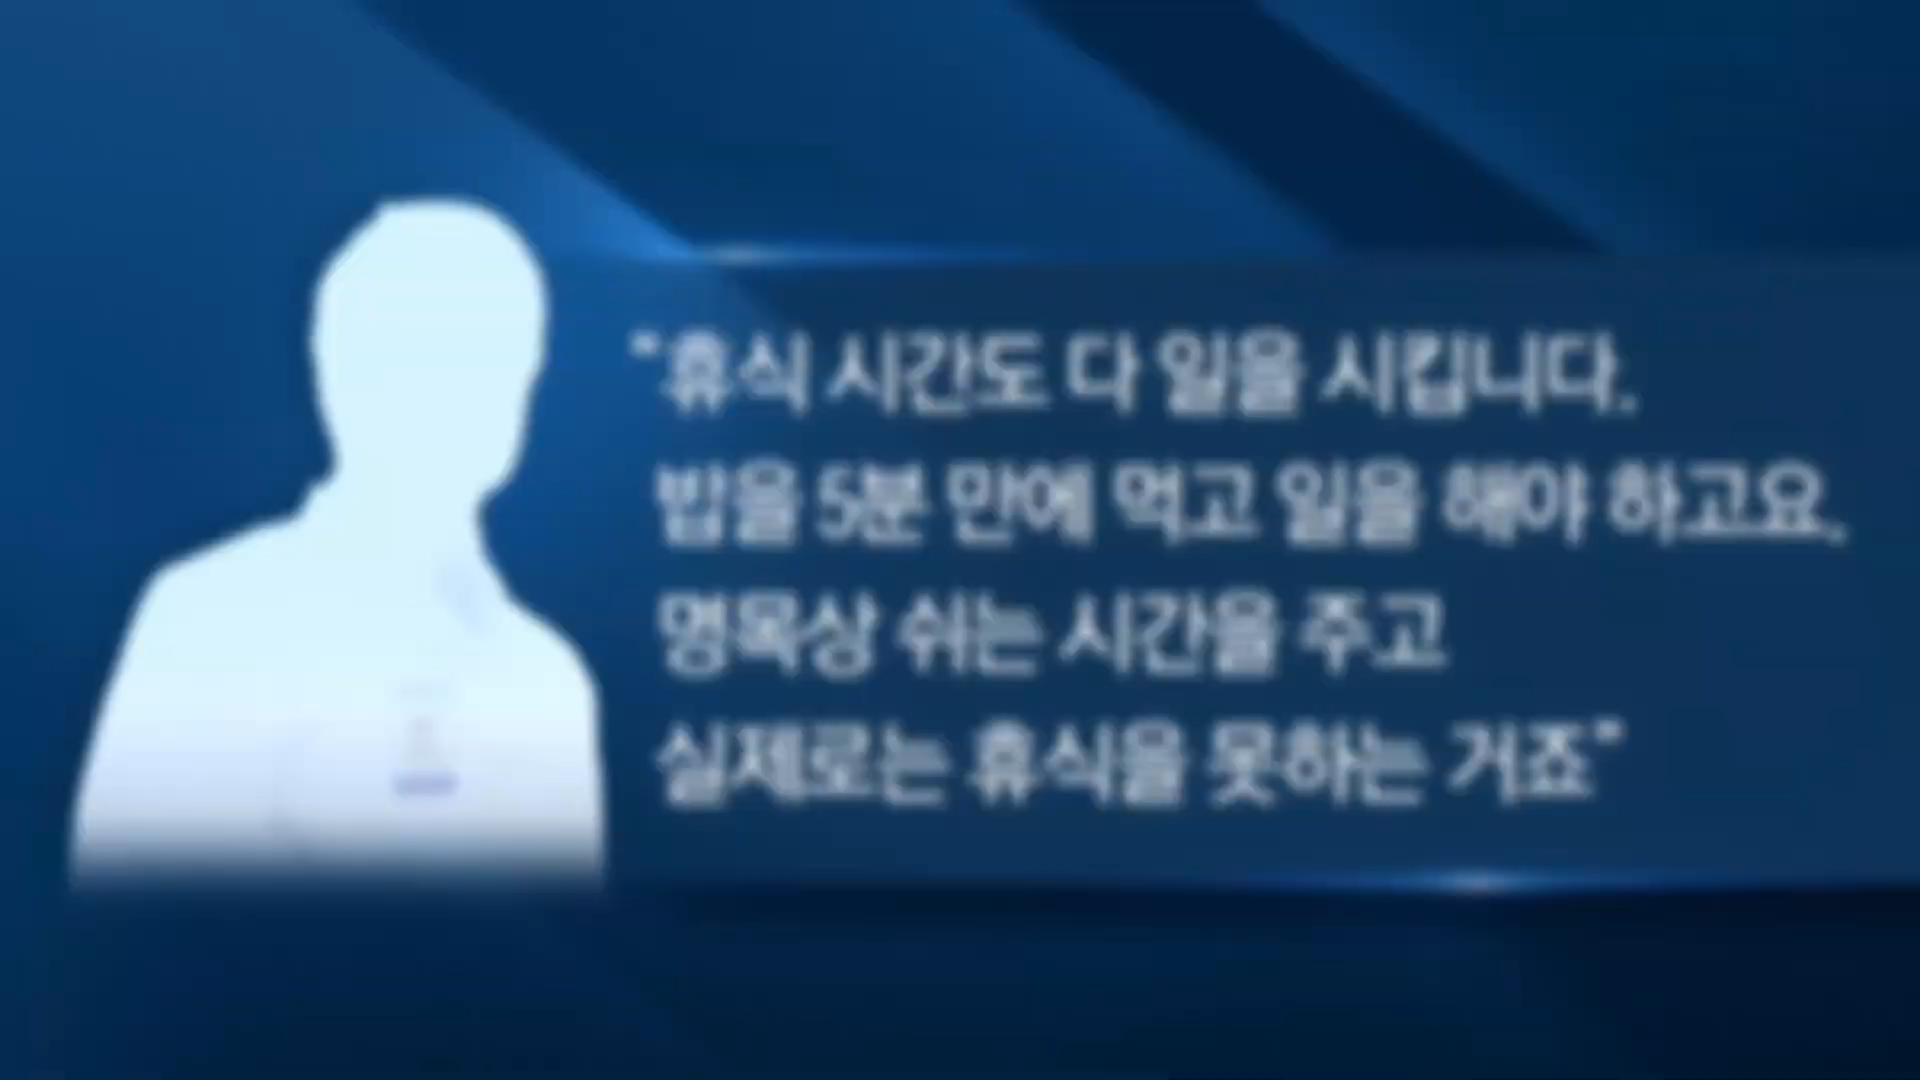 "휴식 시간도 다 일을 시킵니다.
밥을 5분 만에 먹고 일을 해야 하고요.
명목상 쉬는 시간을 주고
실제로는 휴식을 못하는 거죠"